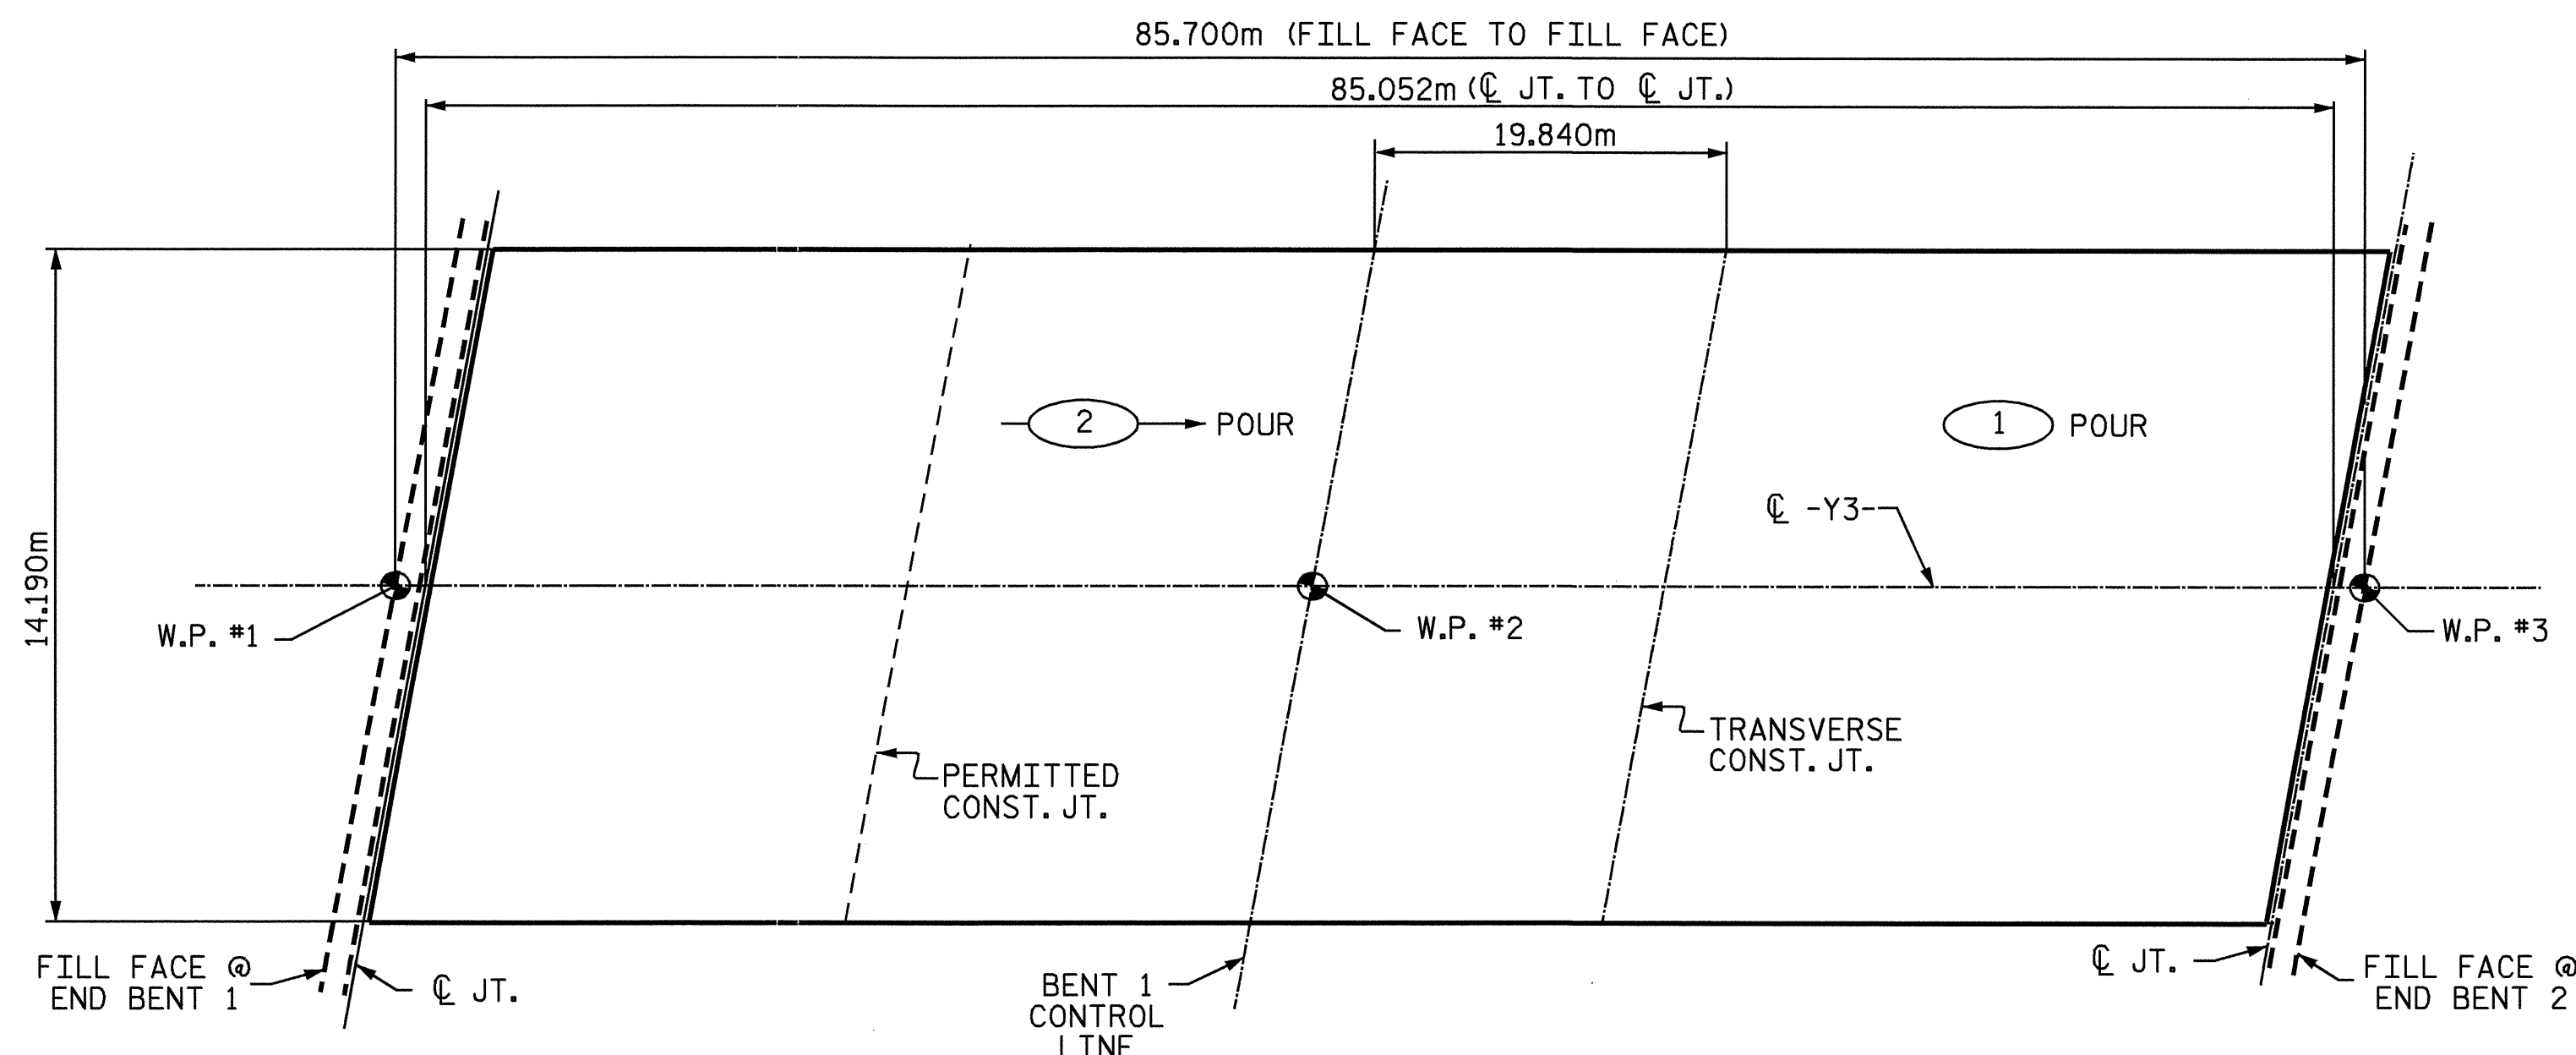 85.700m (FILL FACE TO FILL FACE)
85.052m (℄ JT. TO ℄ JT.)
19.840m
14.190m
2 POUR
1 POUR
℄ -Y3-
W.P. #1
W.P. #2
W.P. #3
TRANSVERSE
CONST. JT.
PERMITTED
CONST. JT.
FILL FACE @
END BENT 1
℄ JT.
BENT 1
CONTROL
LINE
℄ JT.
FILL FACE @
END BENT 2